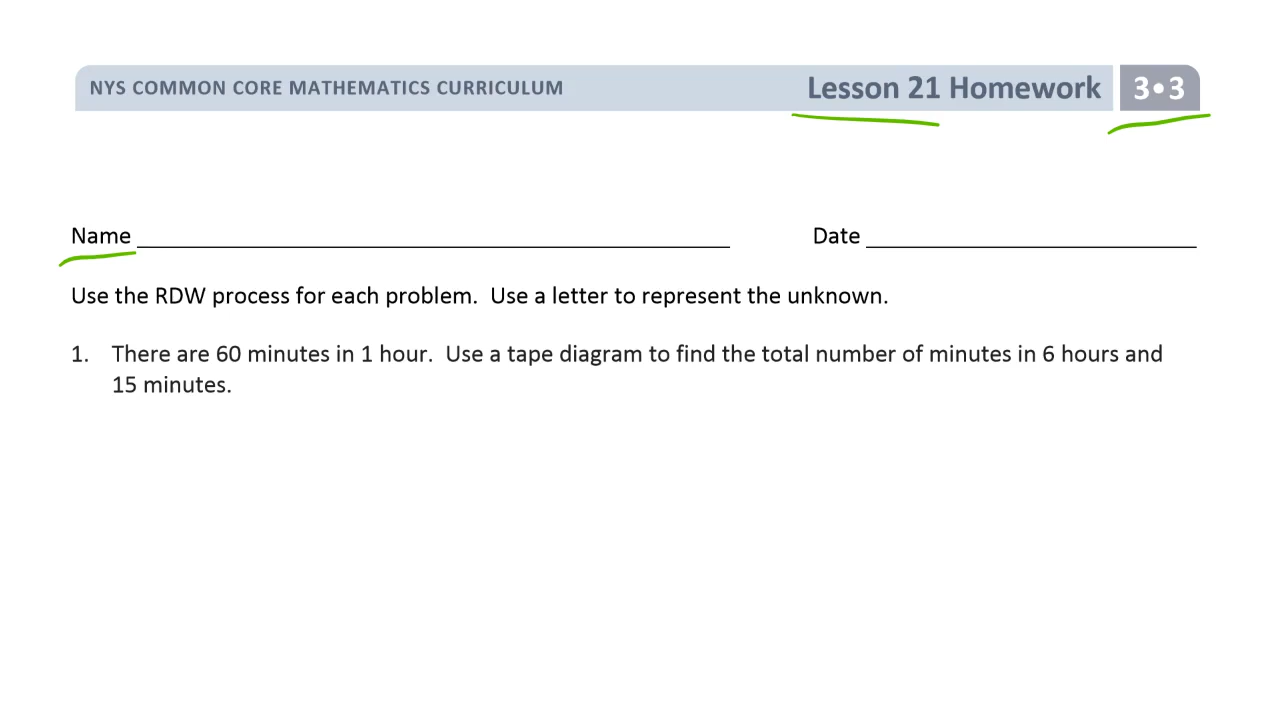 NYS COMMON CORE MATHEMATICS CURRICULUM Lesson 21 Homework 3•3
Name Date
Use the RDW process for each problem. Use a letter to represent the unknown.
1. There are 60 minutes in 1 hour. Use a tape diagram to find the total number of minutes in 6 hours and
15 minutes.